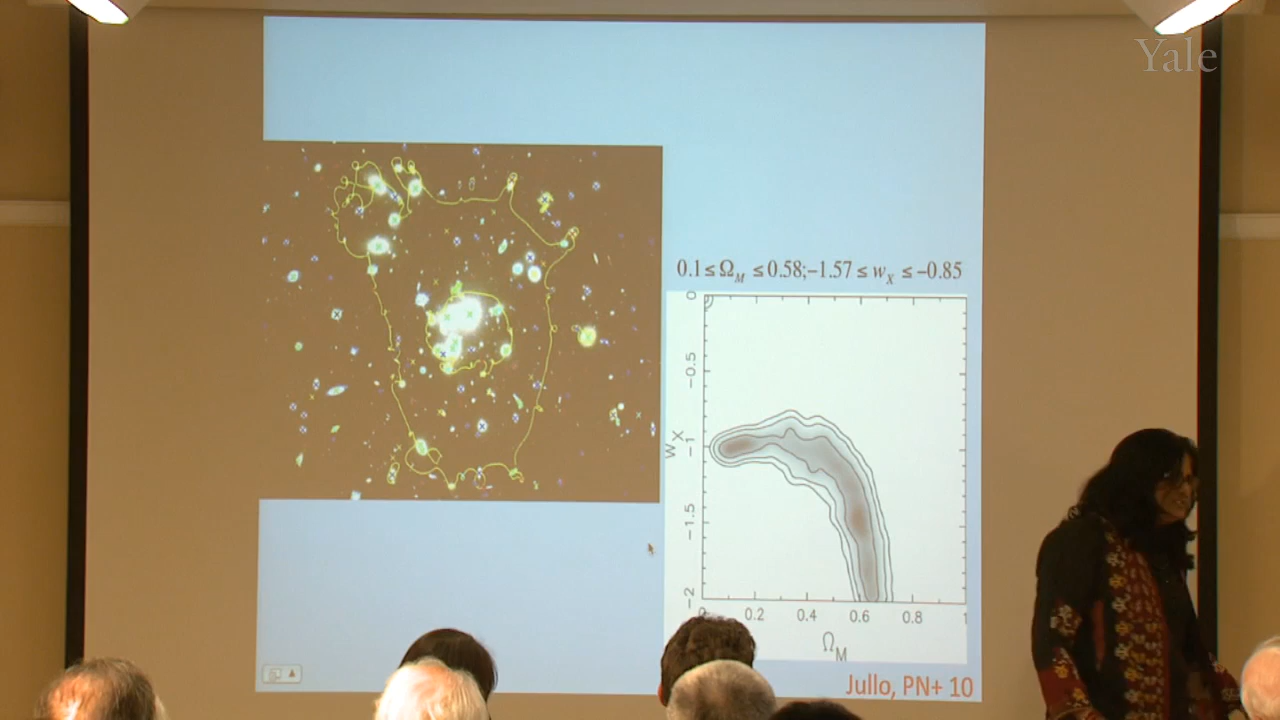 Yale
0.1 ≤ Ω_M ≤ 0.58; −1.57 ≤ w_X ≤ −0.85
0
−0.5
−1
−1.5
−2
w_X
0 0.2 0.4 0.6 0.8 1
Ω_M
Jullo, PN+ 10